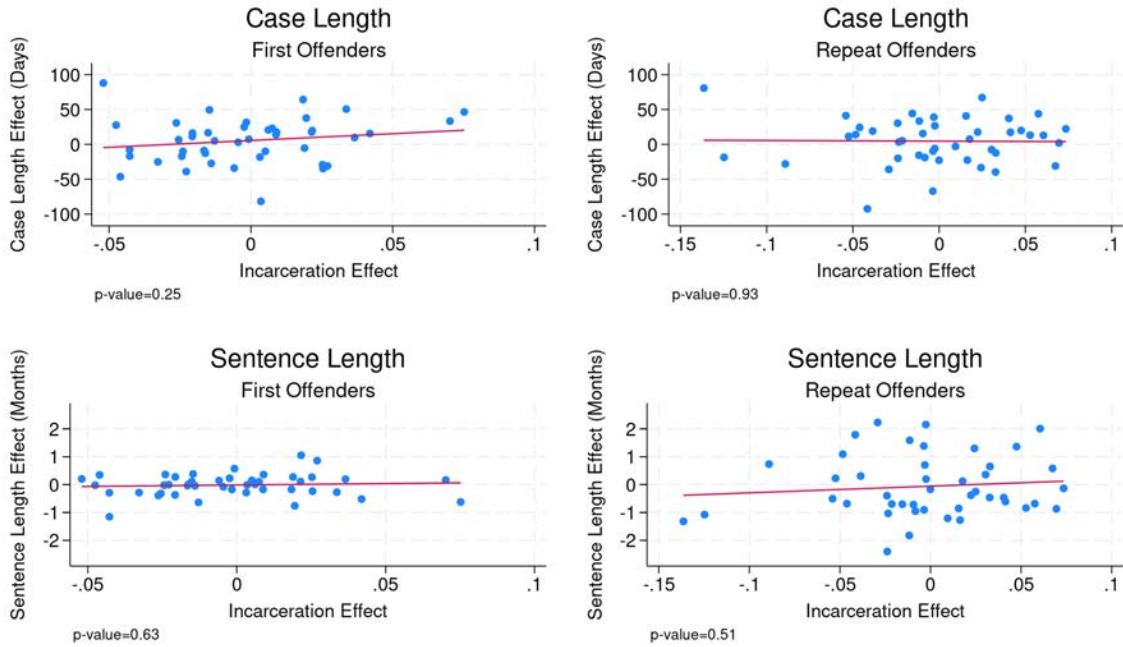 Case Length
First Offenders
Case Length Effect (Days)
100
50
0
-50
-100
-.05
0
.05
.1
Incarceration Effect
p-value=0.25
Case Length
Repeat Offenders
Case Length Effect (Days)
100
50
0
-50
-100
-.15
-.1
-.05
0
.05
.1
Incarceration Effect
p-value=0.93
Sentence Length
First Offenders
Sentence Length Effect (Months)
2
1
0
-1
-2
-.05
0
.05
.1
Incarceration Effect
p-value=0.63
Sentence Length
Repeat Offenders
Sentence Length Effect (Months)
2
1
0
-1
-2
-.15
-.1
-.05
0
.05
.1
Incarceration Effect
p-value=0.51